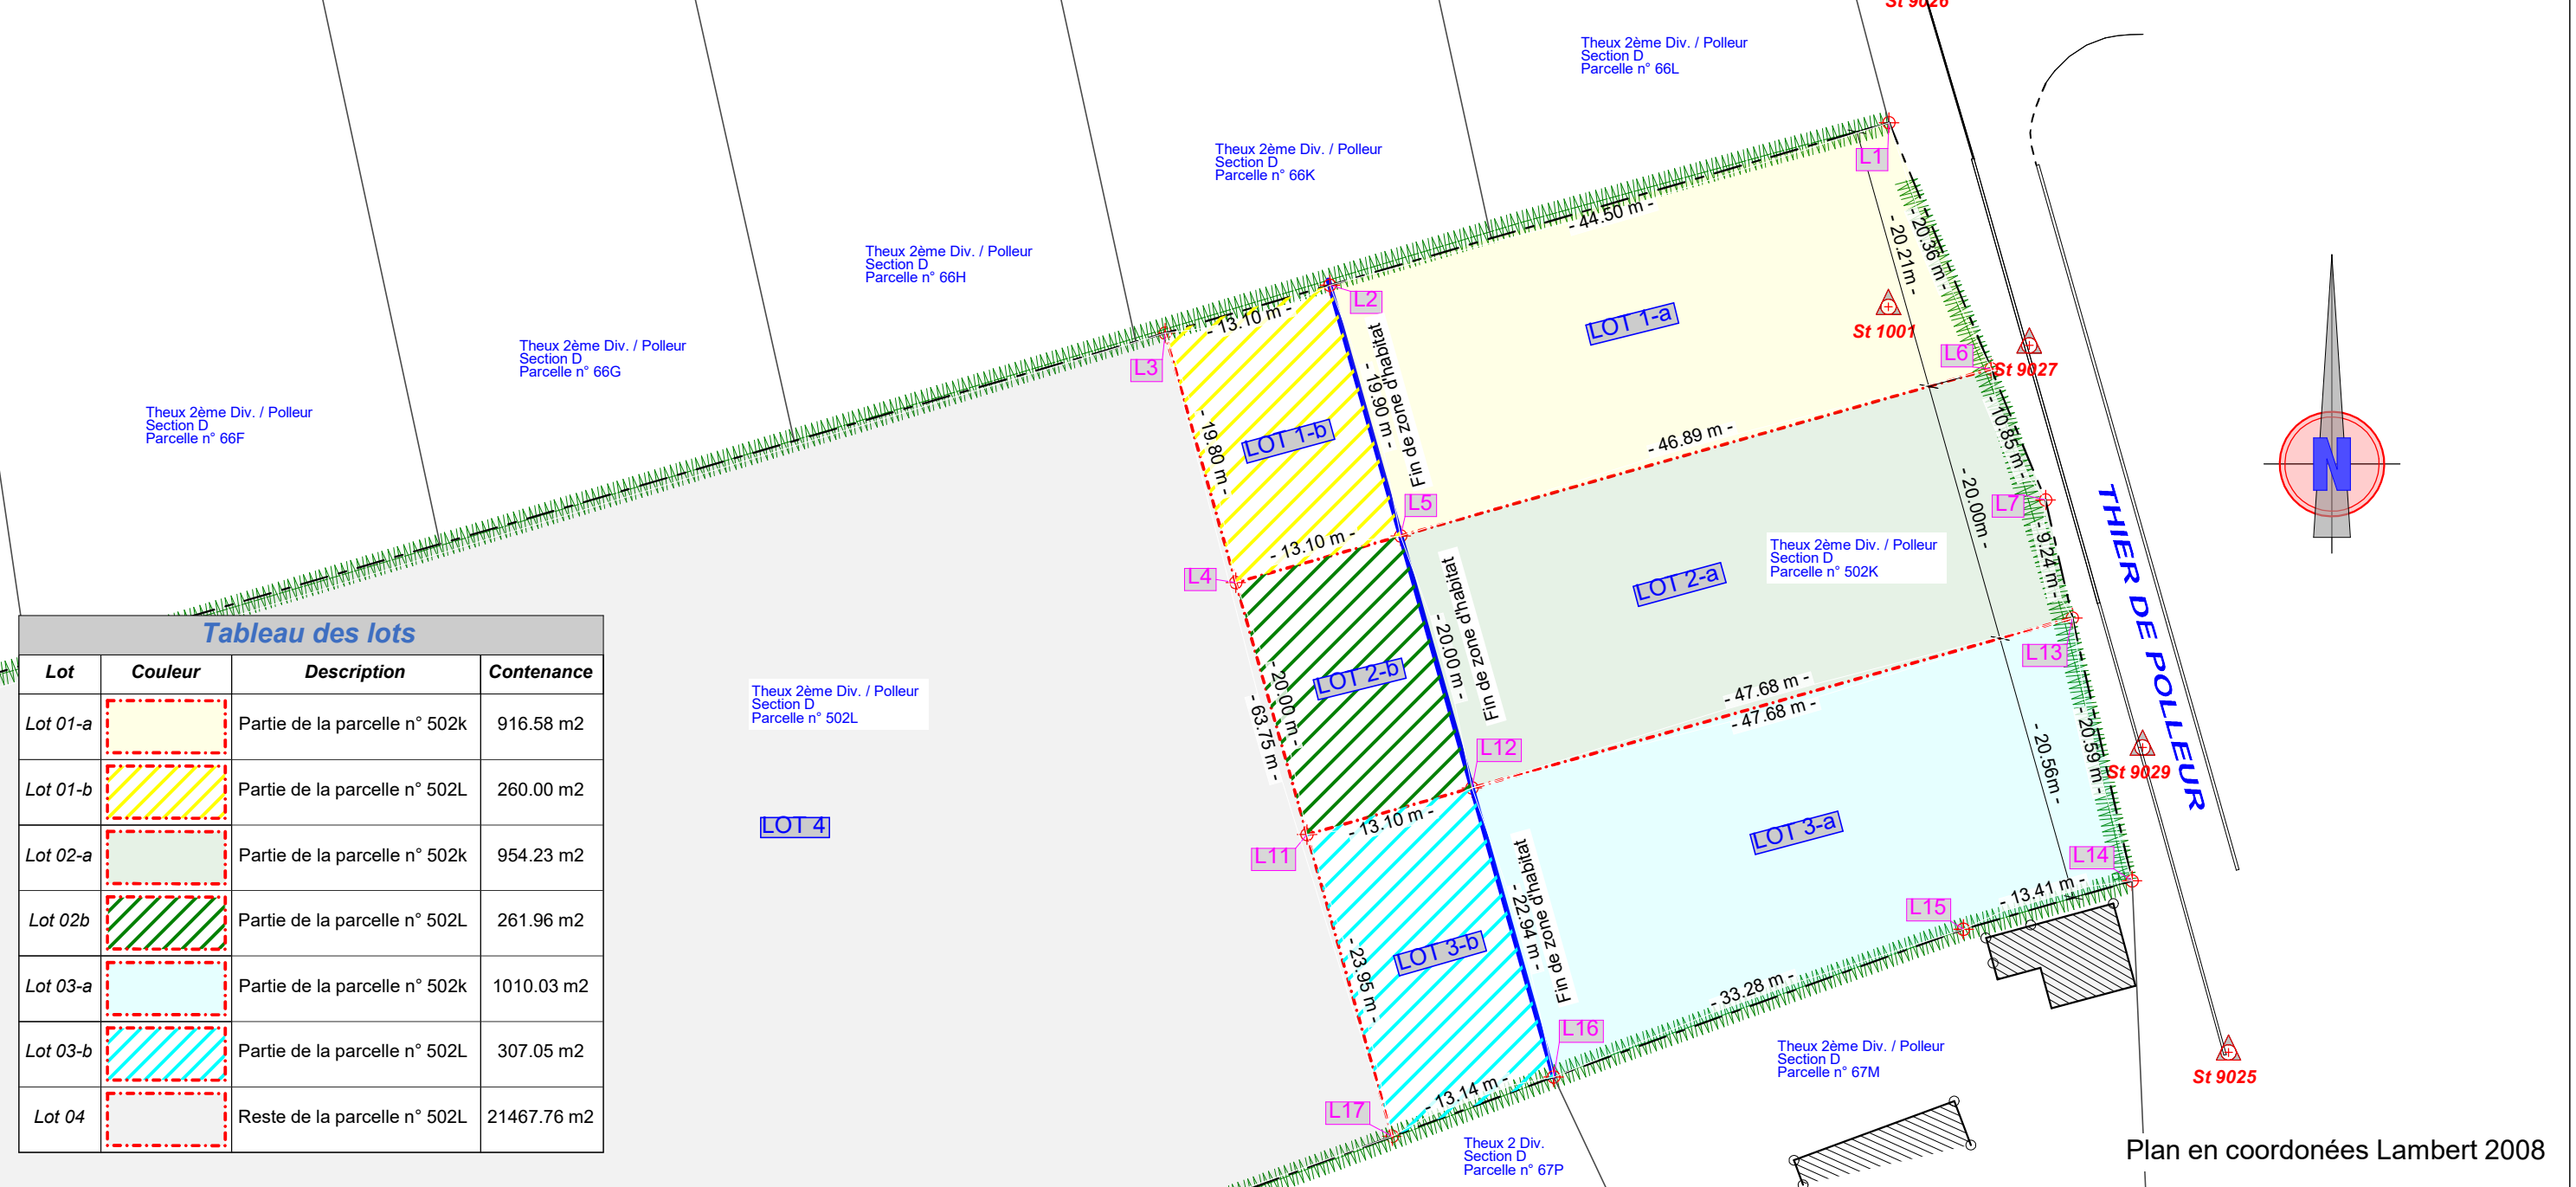 St 9026
Theux 2ème Div. / Polleur
Section D
Parcelle n° 66L
Theux 2ème Div. / Polleur
Section D
Parcelle n° 66K
Theux 2ème Div. / Polleur
Section D
Parcelle n° 66H
Theux 2ème Div. / Polleur
Section D
Parcelle n° 66G
Theux 2ème Div. / Polleur
Section D
Parcelle n° 66F
L1
- 44.50 m -
- 20.21m -
- 20.36 m -
L2
- 13.10 m -
L3
LOT 1-a
St 1001
L6
St 9027
- 19.06 m -
Fin de zone d'habitat
LOT 1-b
- 19.80 m -
- 46.89 m -
- 10.85 m -
L5
L7
N
- 13.10 m -
L4
- 20.00m -
- 9.24 m -
Theux 2ème Div. / Polleur
Section D
Parcelle n° 502K
LOT 2-a
THIER DE POLLEUR
Fin de zone d'habitat
- 20.00 m -
LOT 2-b
- 20.00 m -
- 63.75 m -
L13
- 47.68 m -
- 47.68 m -
Theux 2ème Div. / Polleur
Section D
Parcelle n° 502L
LOT 4
L12
- 20.56m -
- 20.59 m -
St 9029
- 13.10 m -
L11
LOT 3-a
L14
- 13.41 m -
L15
Fin de zone d'habitat
- 22.94 m -
LOT 3-b
- 23.95 m -
- 33.28 m -
L16
- 13.14 m -
L17
Theux 2ème Div. / Polleur
Section D
Parcelle n° 67M
St 9025
Theux 2 Div.
Section D
Parcelle n° 67P
Plan en coordonées Lambert 2008
Tableau des lots
Lot Couleur Description Contenance
Lot 01-a Partie de la parcelle n° 502k 916.58 m2
Lot 01-b Partie de la parcelle n° 502L 260.00 m2
Lot 02-a Partie de la parcelle n° 502k 954.23 m2
Lot 02b Partie de la parcelle n° 502L 261.96 m2
Lot 03-a Partie de la parcelle n° 502k 1010.03 m2
Lot 03-b Partie de la parcelle n° 502L 307.05 m2
Lot 04 Reste de la parcelle n° 502L 21467.76 m2